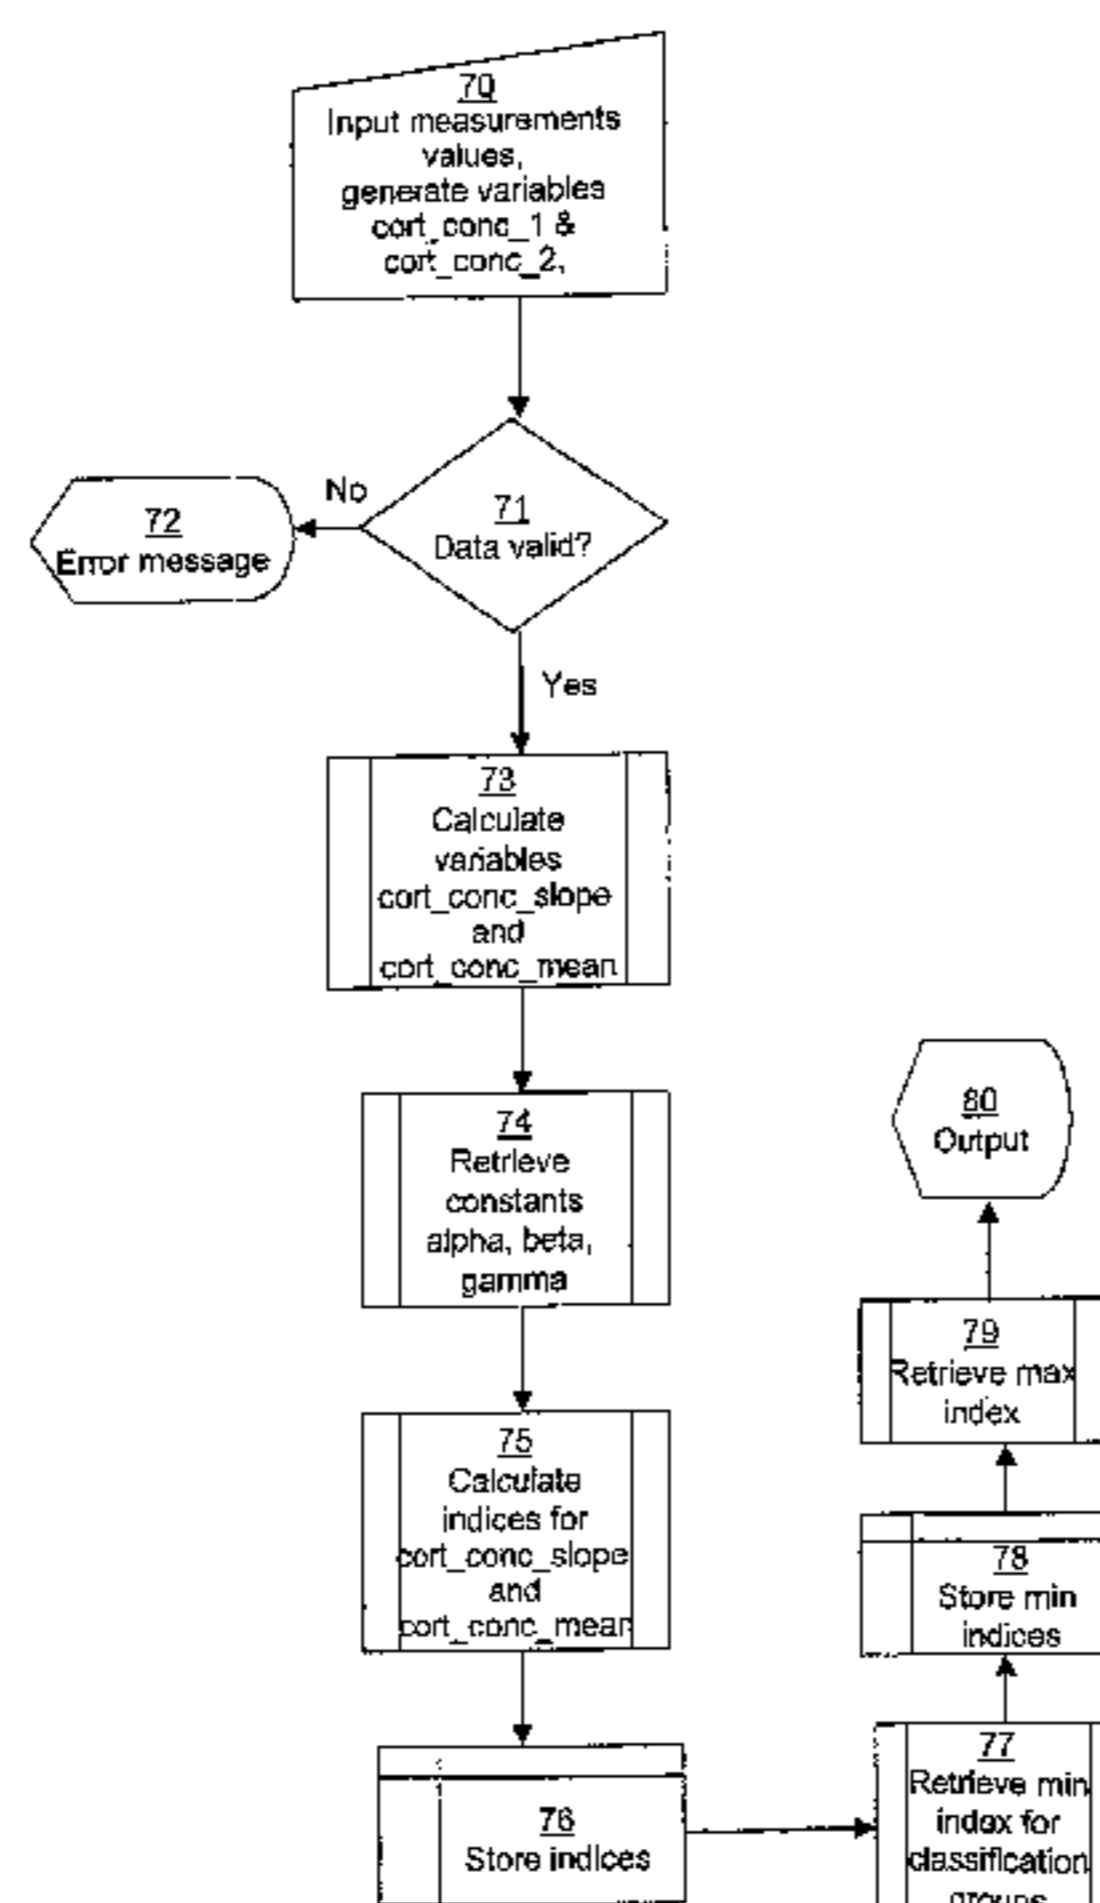 70
Input measurements
values,
generate variables
cort_conc_1 &
cort_conc_2,
71
Data valid?
No
72
Error message
Yes
73
Calculate
variables
cort_conc_slope
and
cort_conc_mean
74
Retrieve
constants
alpha, beta,
gamma
75
Calculate
indices for
cort_conc_slope
and
cort_conc_mean
76
Store indices
77
Retrieve min
index for
classification
groups
78
Store min
indices
79
Retrieve max
index
80
Output